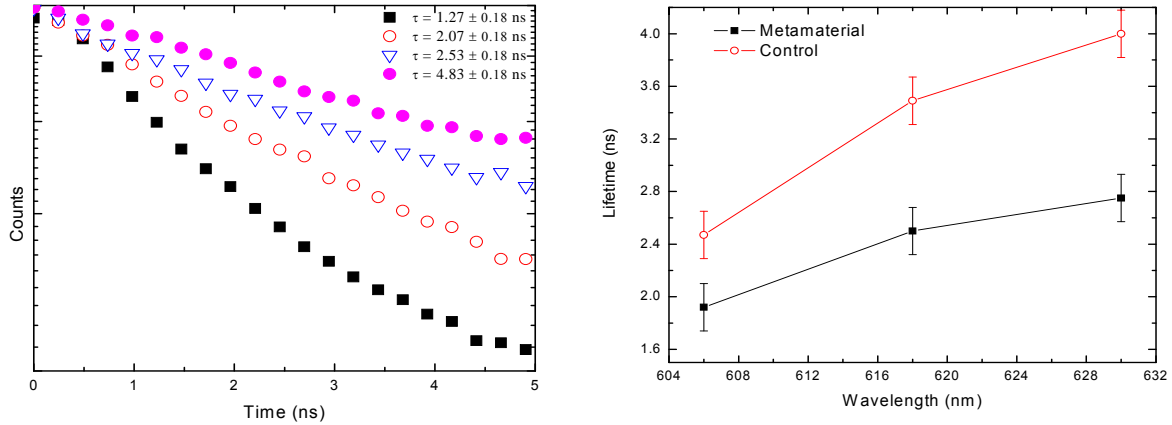 τ = 1.27 ± 0.18 ns
τ = 2.07 ± 0.18 ns
τ = 2.53 ± 0.18 ns
τ = 4.83 ± 0.18 ns
Counts
0 1 2 3 4 5
Time (ns)
Metamaterial
Control
4.0
3.6
3.2
2.8
2.4
2.0
1.6
Lifetime (ns)
604 608 612 616 620 624 628 632
Wavelength (nm)